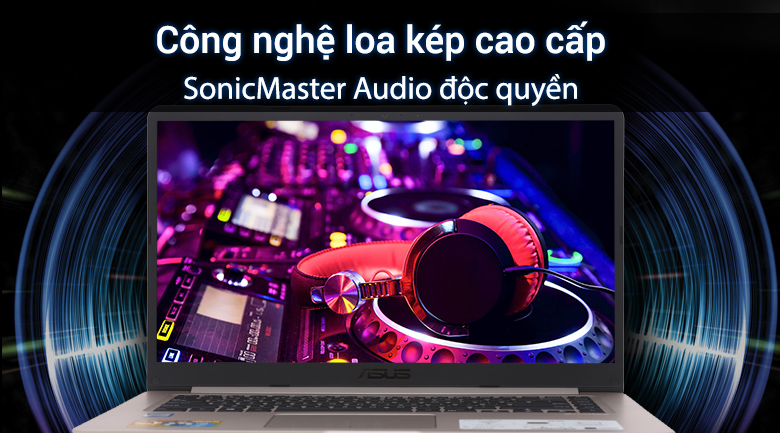 Công nghệ loa kép cao cấp
SonicMaster Audio độc quyền
ASUS